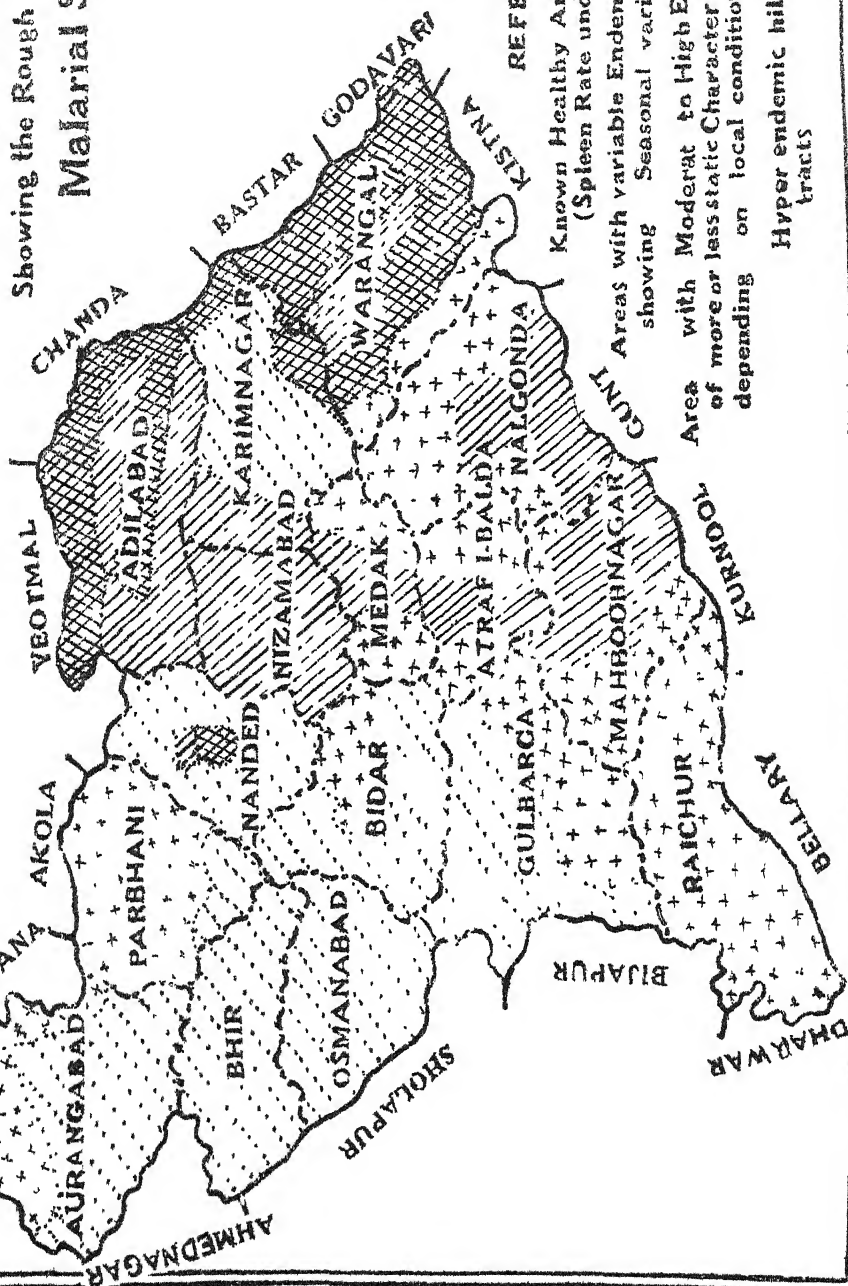 Showing the Rough
Malarial S
YEOTMAL
CHANDA
BASTAR
GODAVARI
KISTNA
GUNT
KURNOOL
BELLARY
DHARWAR
BIJAPUR
SHOLAPUR
AHMEDNAGAR
ANA
AKOLA
ADILABAD
KARIMNAGAR
WARANGAL
NIZAMABAD
MEDAK
ATRAF I-BALDA
NALGONDA
MAHBOOBNAGAR
NANDED
BIDAR
GULBARGA
RAICHUR
PARBHANI
AURANGABAD
BHIR
OSMANABAD
REFE
Known Healthy Ar
(Spleen Rate und
Areas with variable Endem
showing Seasonal vari
Area with Moderat to High E
of more or less static Character
depending on local condition
Hyper endemic hil
tracts